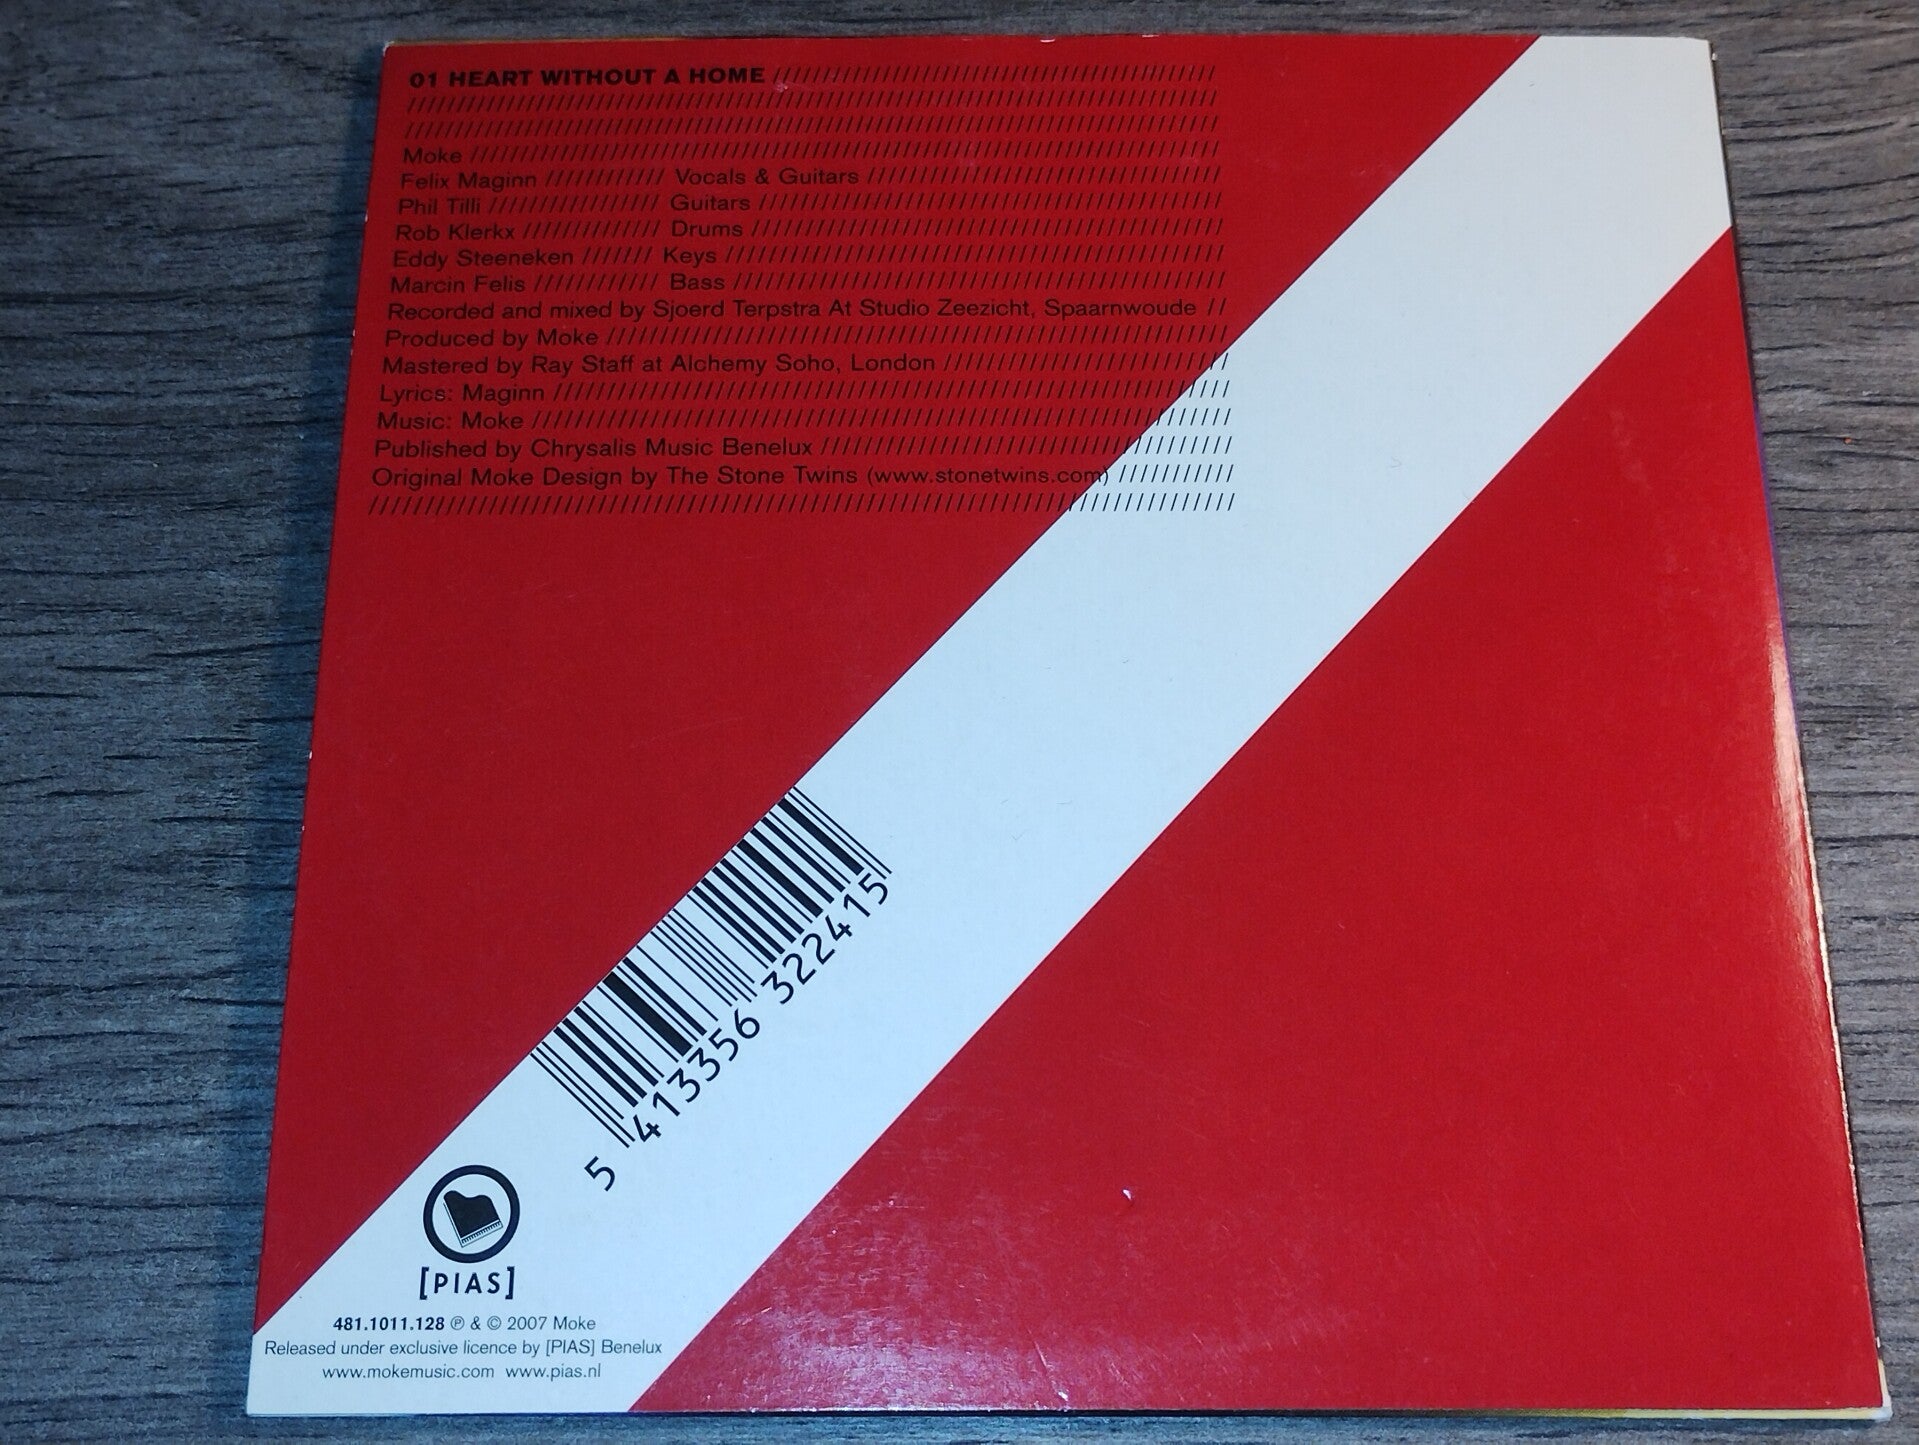 01 HEART WITHOUT A HOME ////////////////////////////////////////////
////////////////////////////////////////////////////////////////////////////////
////////////////////////////////////////////////////////////////////////////////
Moke //////////////////////////////////////////////////////////////////////////
Felix Maginn //////////// Vocals & Guitars ///////////////////////////////////
Phil Tilli ///////////////// Guitars //////////////////////////////////////////////
Rob Klerkx ////////////// Drums ///////////////////////////////////////////////
Eddy Steeneken /////// Keys //////////////////////////////////////////////////
Marcin Felis //////////// Bass /////////////////////////////////////////////////
Recorded and mixed by Sjoerd Terpstra At Studio Zeezicht, Spaarnwoude //
Produced by Moke //////////////////////////////////////////////////////////////
Mastered by Ray Staff at Alchemy Soho, London ////////////////////////////
Lyrics: Maginn ///////////////////////////////////////////////////////////////////
Music: Moke /////////////////////////////////////////////////////////////////////
Published by Chrysalis Music Benelux /////////////////////////////////////////
Original Moke Design by The Stone Twins (www.stonetwins.com) ///////////
////////////////////////////////////////////////////////////////////////////////////
5 413356 322415
[PIAS]
481.1011.128 ℗ & © 2007 Moke
Released under exclusive licence by [PIAS] Benelux
www.mokemusic.com www.pias.nl